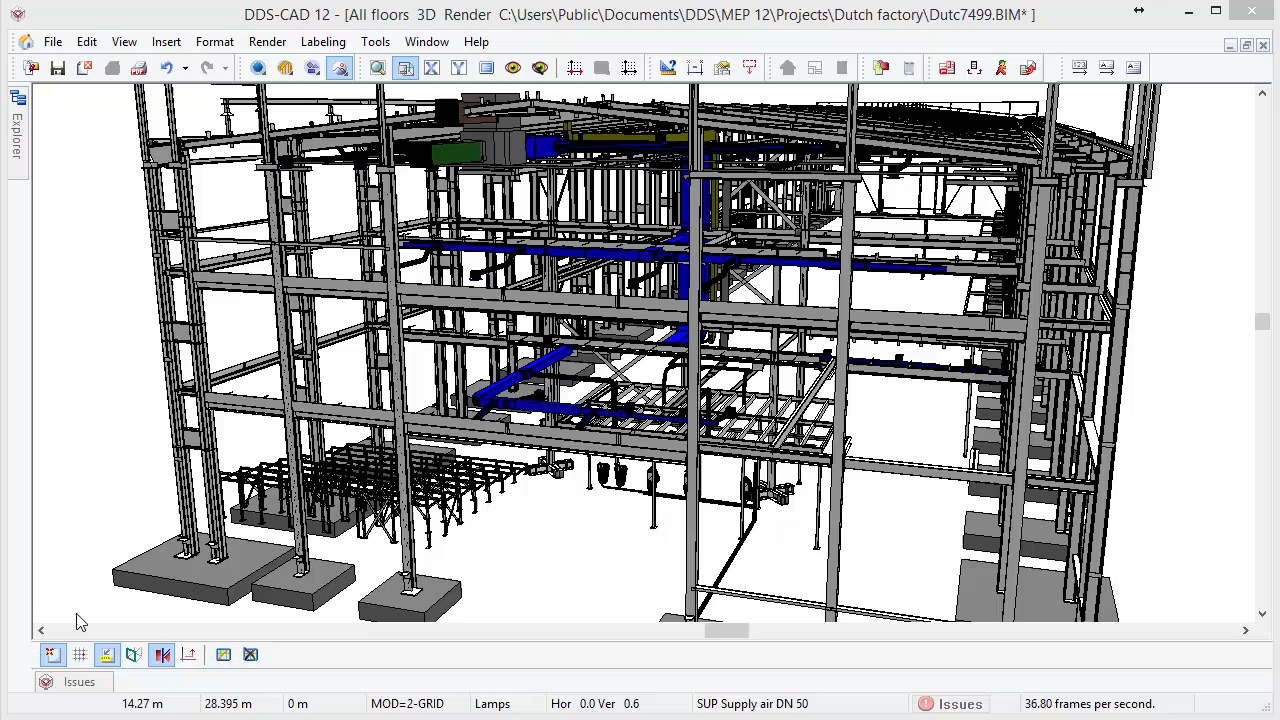 DDS-CAD 12 - [All floors  3D  Render  C:\Users\Public\Documents\DDS\MEP 12\Projects\Dutch factory\Dutc7499.BIM* ]
File Edit View Insert Format Render Labeling Tools Window Help
Explorer
Issues
14.27 m 28.395 m 0 m MOD=2-GRID Lamps Hor 0.0 Ver 0.6 SUP Supply air DN 50 Issues 36.80 frames per second.